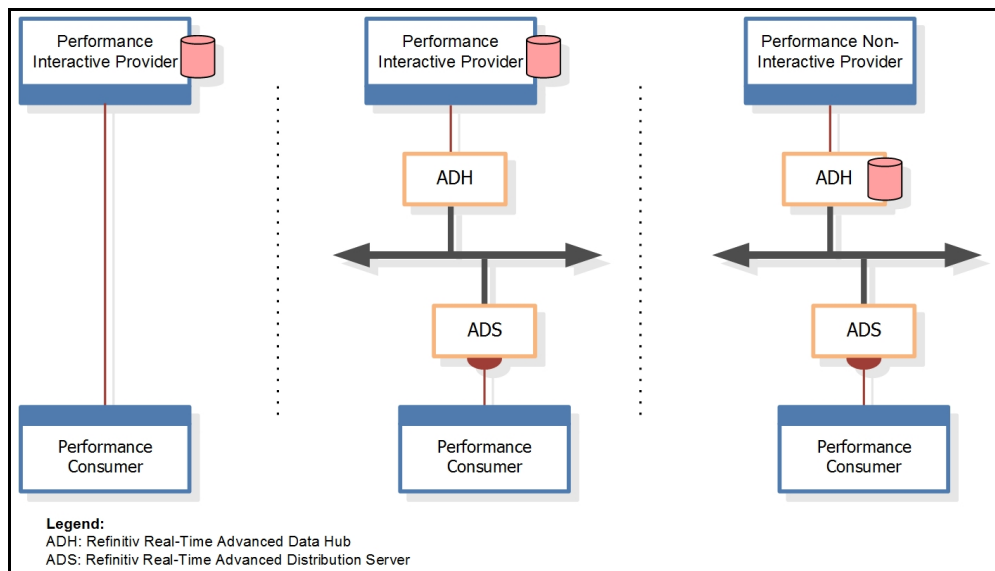 Performance
Interactive Provider
Performance
Interactive Provider
Performance Non-
Interactive Provider
ADH
ADH
ADS
ADS
Performance
Consumer
Performance
Consumer
Performance
Consumer
Legend:
ADH: Refinitiv Real-Time Advanced Data Hub
ADS: Refinitiv Real-Time Advanced Distribution Server